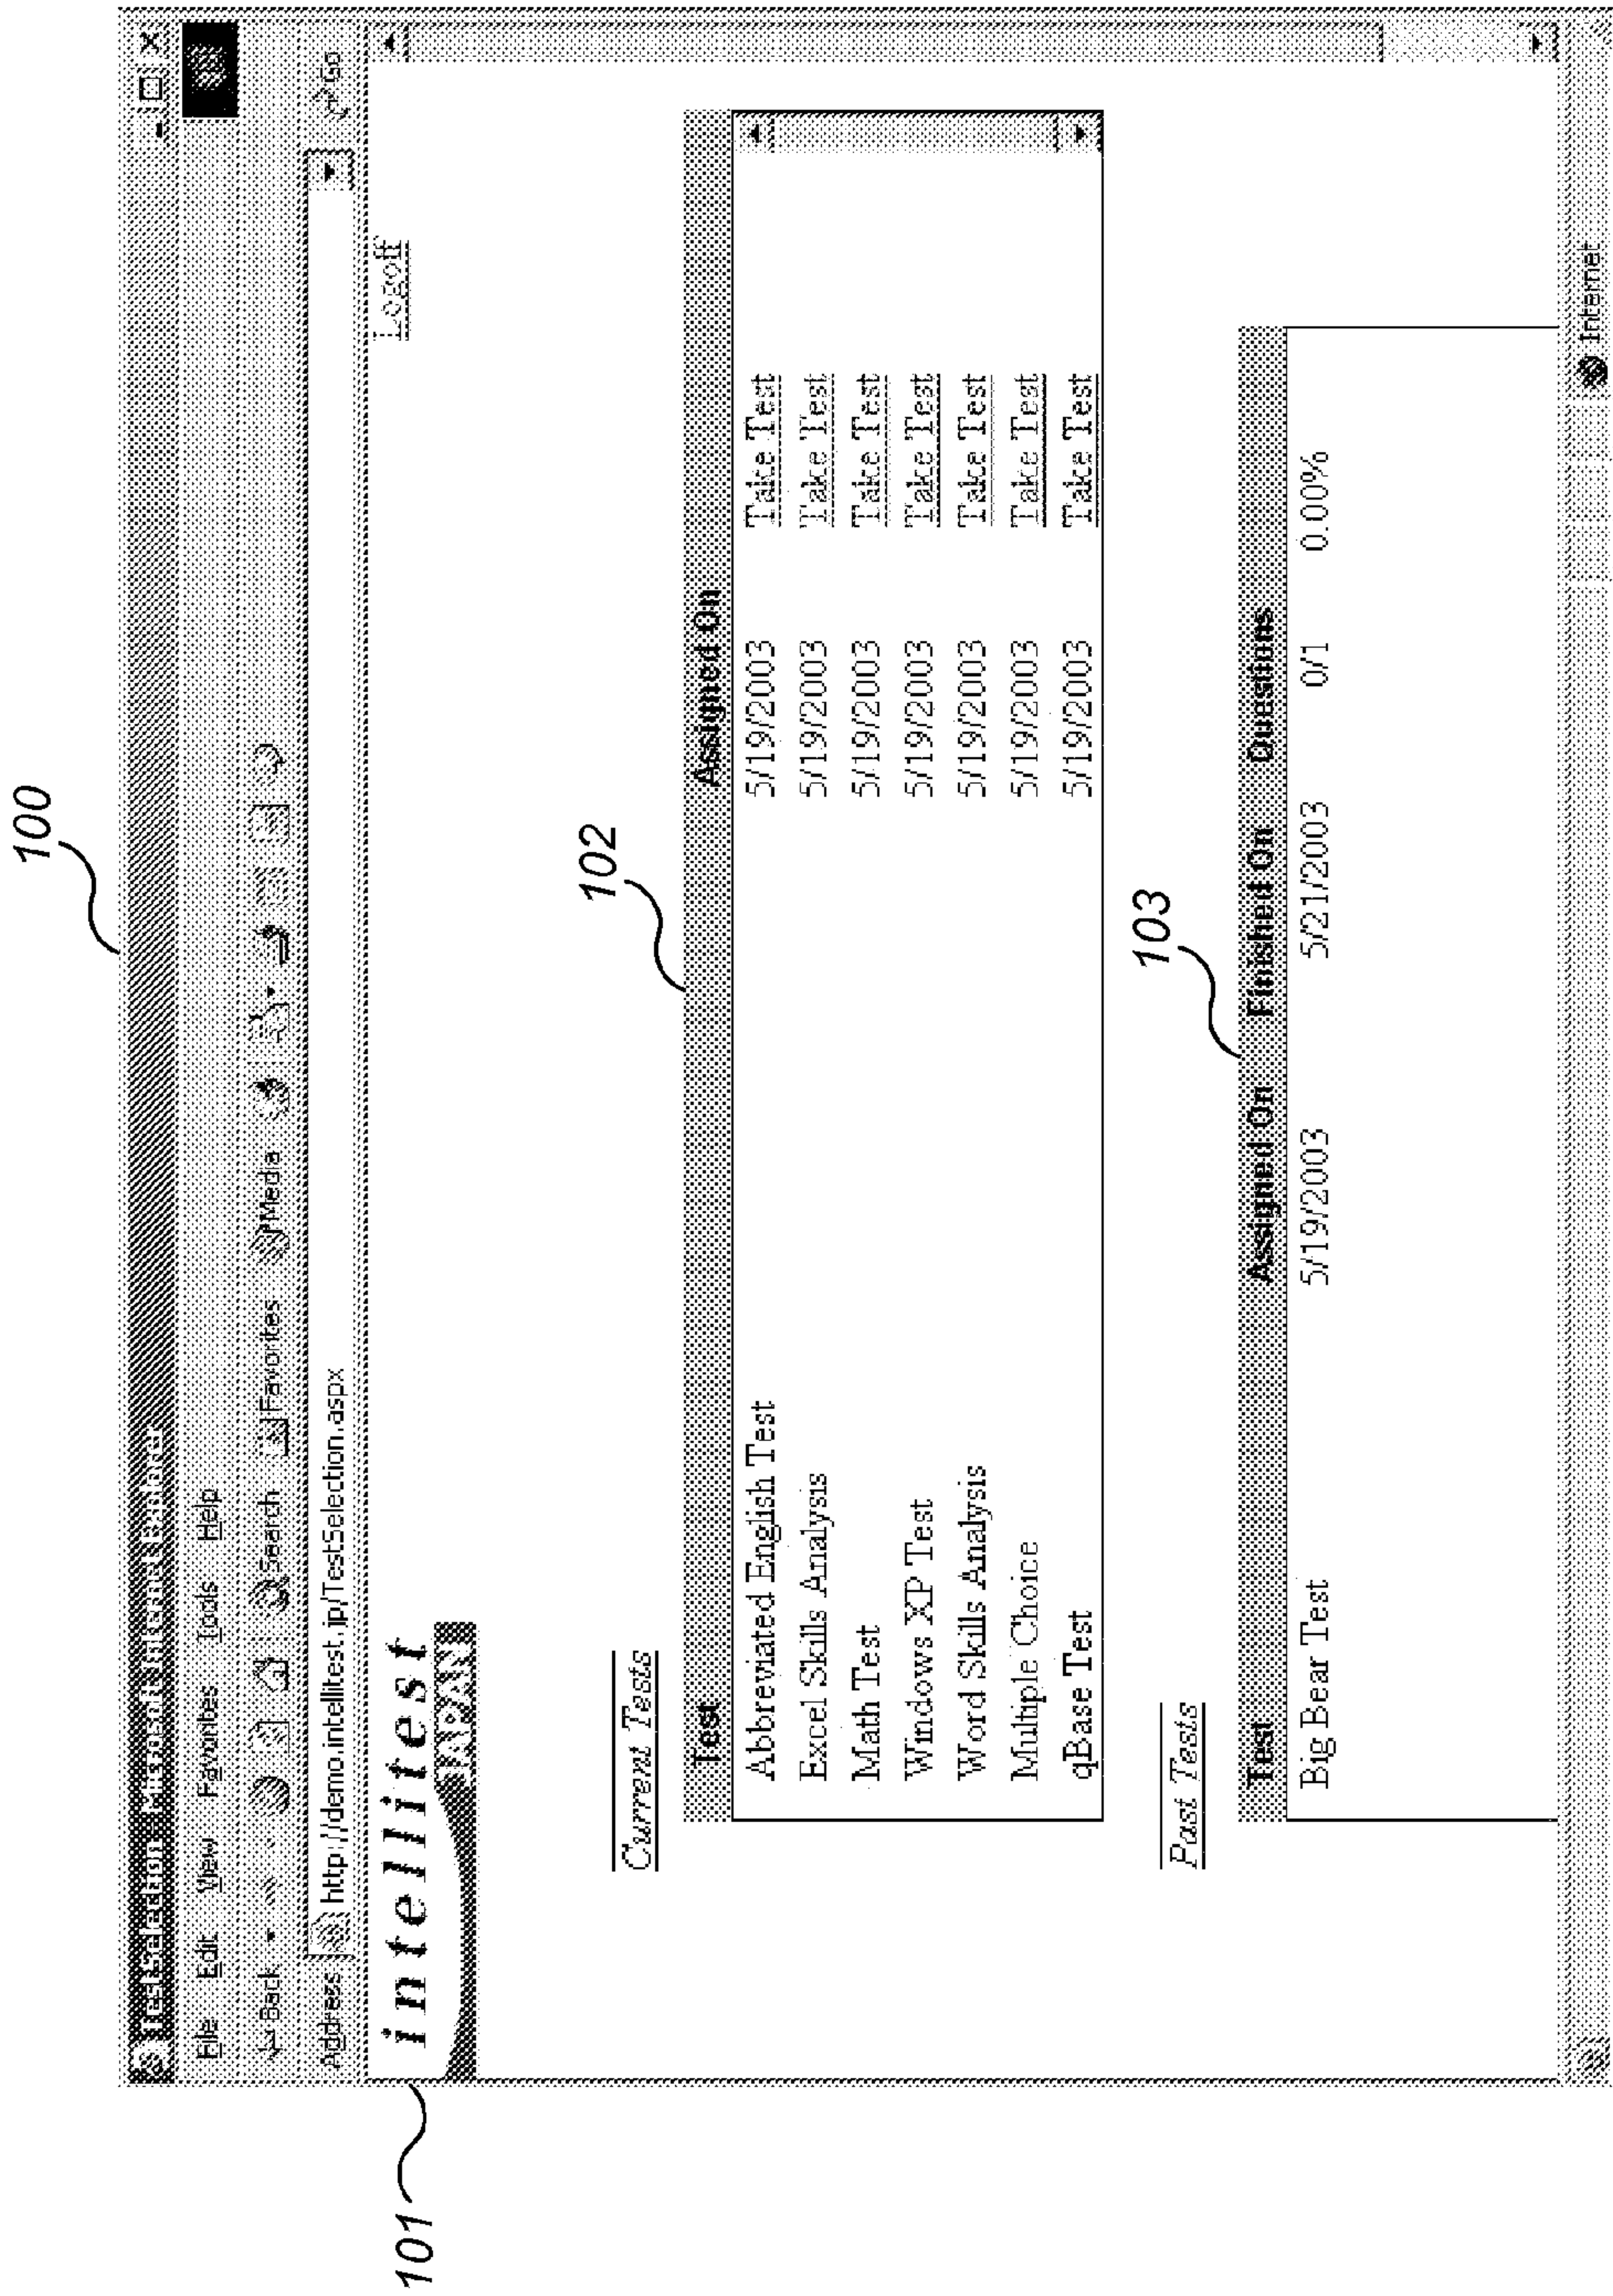 100
Test Selection - Microsoft Internet Explorer
File Edit View Favorites Tools Help
Back Search Favorites Media
Address http://demo.intellitest.jp/TestSelection.aspx Go
101
intellitest
JAPAN
Logoff
Current Tests
102
Test Assigned On
Abbreviated English Test 5/19/2003 Take Test
Excel Skills Analysis 5/19/2003 Take Test
Math Test 5/19/2003 Take Test
Windows XP Test 5/19/2003 Take Test
Word Skills Analysis 5/19/2003 Take Test
Multiple Choice 5/19/2003 Take Test
qBase Test 5/19/2003 Take Test
Past Tests
103
Test Assigned On Finished On Questions
Big Bear Test 5/19/2003 5/21/2003 0/1 0.00%
Internet